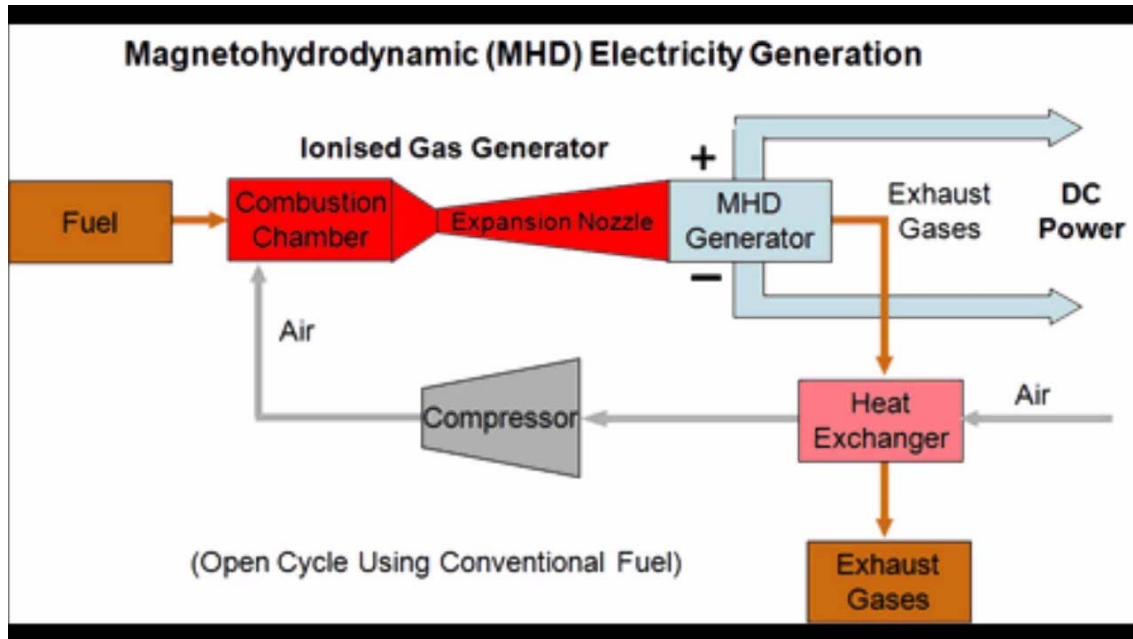 Magnetohydrodynamic (MHD) Electricity Generation
Ionised Gas Generator
+
Fuel
Combustion
Chamber
Expansion Nozzle
MHD
Generator
Exhaust
Gases
DC
Power
−
Air
Compressor
Heat
Exchanger
Air
(Open Cycle Using Conventional Fuel)
Exhaust
Gases